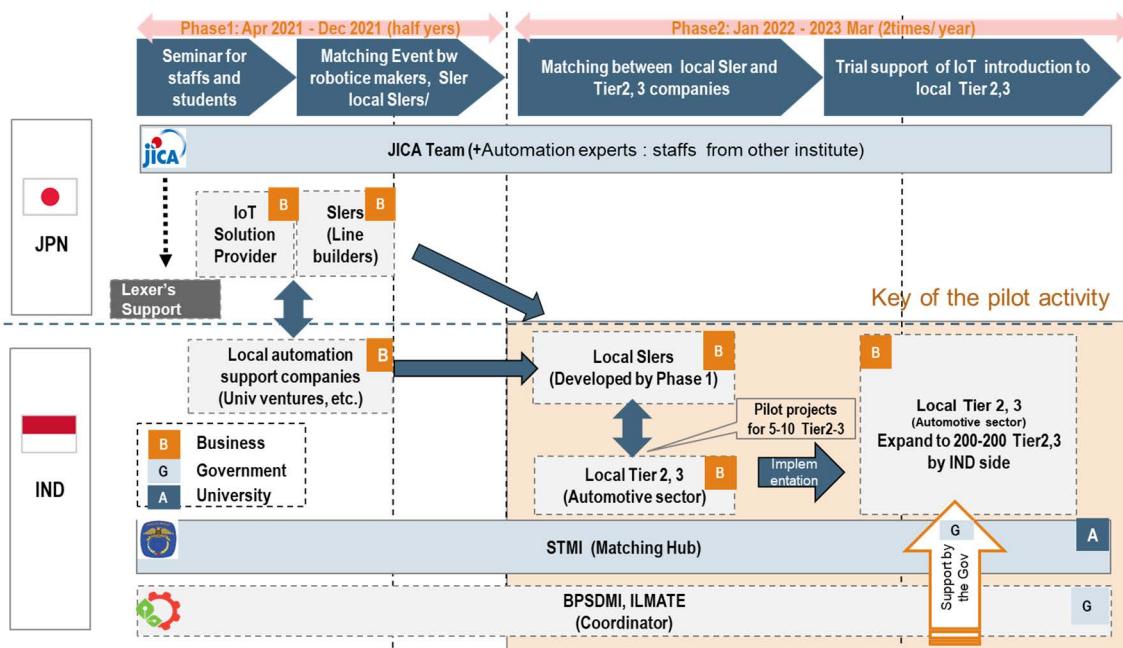 Phase1: Apr 2021 - Dec 2021 (half yers)
Phase2: Jan 2022 - 2023 Mar (2times/ year)
Seminar for
staffs and
students
Matching Event bw
robotice makers, SIer
local SIers/
Matching between local SIer and
Tier2, 3 companies
Trial support of IoT introduction to
local Tier 2,3
JICA
JICA Team (+Automation experts : staffs from other institute)
JPN
IoT
Solution
Provider
B
SIers
(Line
builders)
B
B
Lexer's
Support
Key of the pilot activity
Local automation
support companies
(Univ ventures, etc.)
B
Local SIers
(Developed by Phase 1)
B
B
Local Tier 2, 3
(Automotive sector)
Expand to 200-200 Tier2,3
by IND side
Pilot projects
for 5-10 Tier2-3
Local Tier 2, 3
(Automotive sector)
B
Implem
entation
IND
B Business
G Government
A University
STMI (Matching Hub)
A
G
Support by
the Gov
BPSDMI, ILMATE
(Coordinator)
G